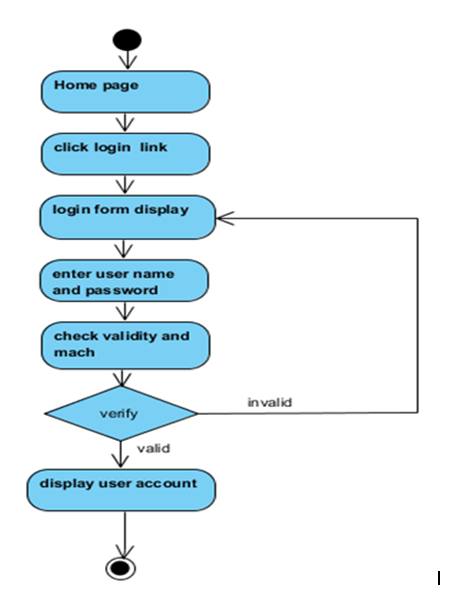 Home page
click login link
login form display
enter user name
and password
check validity and
mach
verify
invalid
valid
display user account